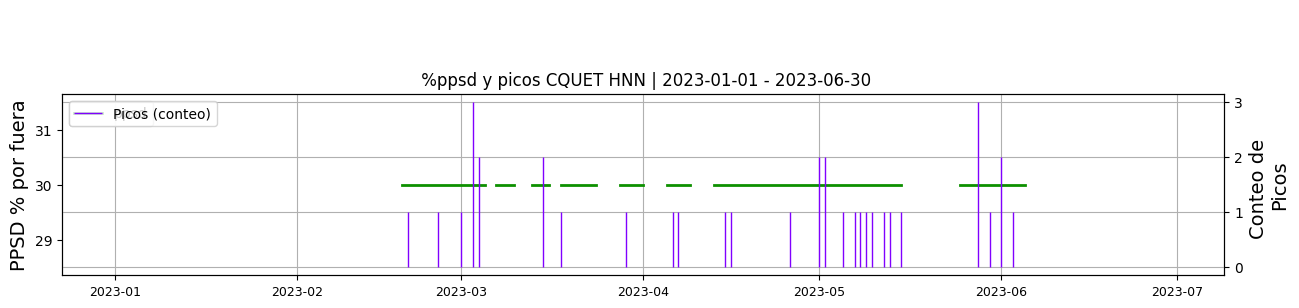 %ppsd y picos CQUET HNN | 2023-01-01 - 2023-06-30
Picos (conteo)
PPSD % por fuera
31
30
29
3
2
1
0
Conteo de
Picos
2023-01
2023-02
2023-03
2023-04
2023-05
2023-06
2023-07